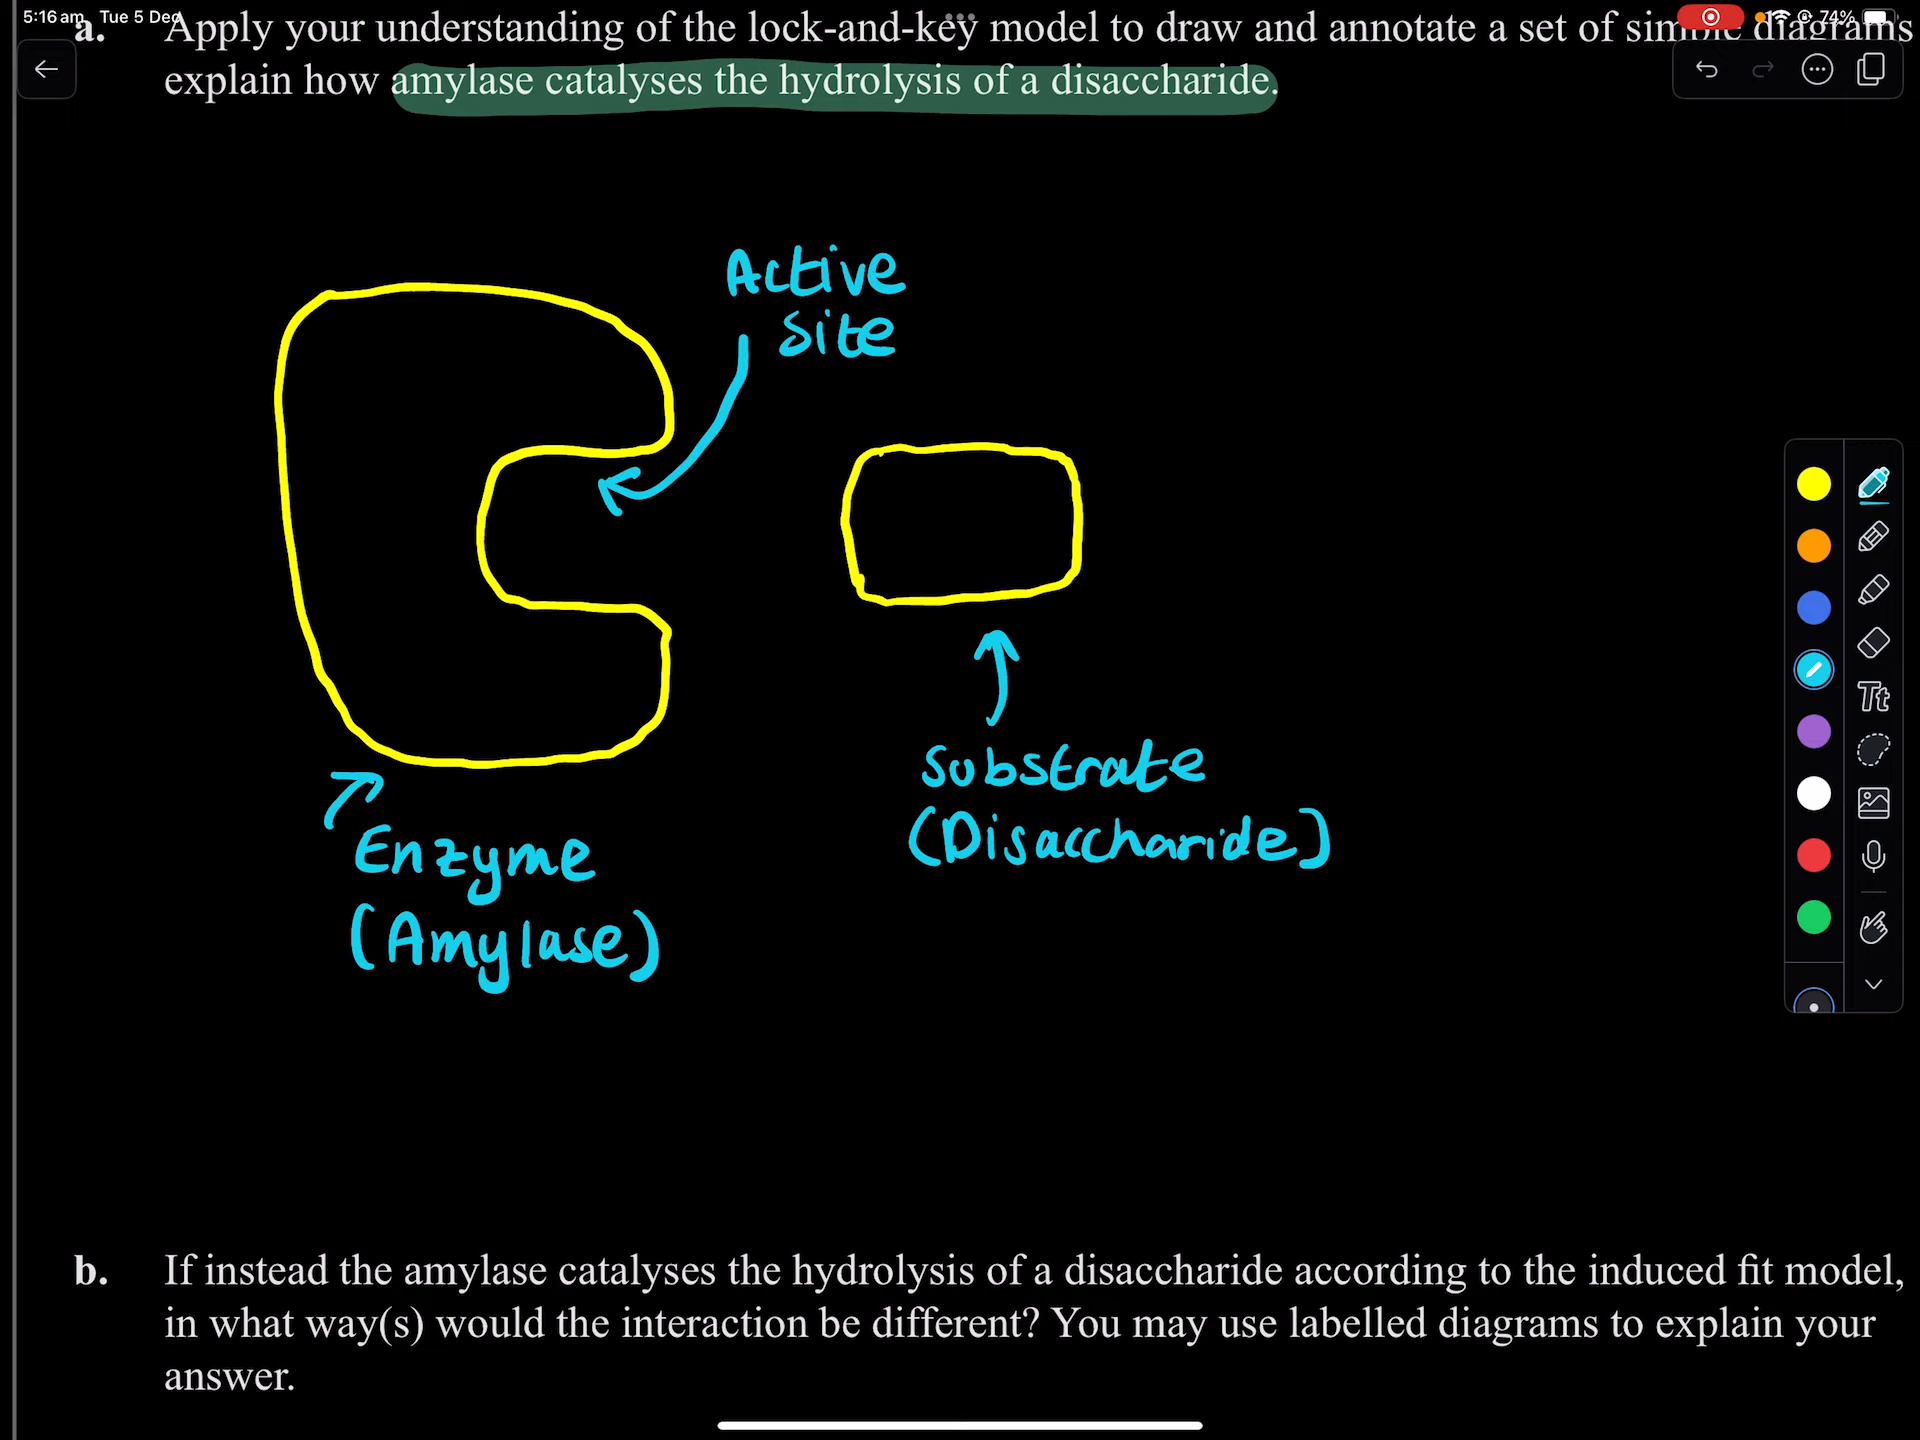 5:16 am Tue 5 Dec
74%
a. Apply your understanding of the lock-and-key model to draw and annotate a set of simple diagrams
explain how amylase catalyses the hydrolysis of a disaccharide.
Active
Site
Substrate
(Disaccharide)
Enzyme
(Amylase)
Tt
b. If instead the amylase catalyses the hydrolysis of a disaccharide according to the induced fit model,
in what way(s) would the interaction be different? You may use labelled diagrams to explain your
answer.